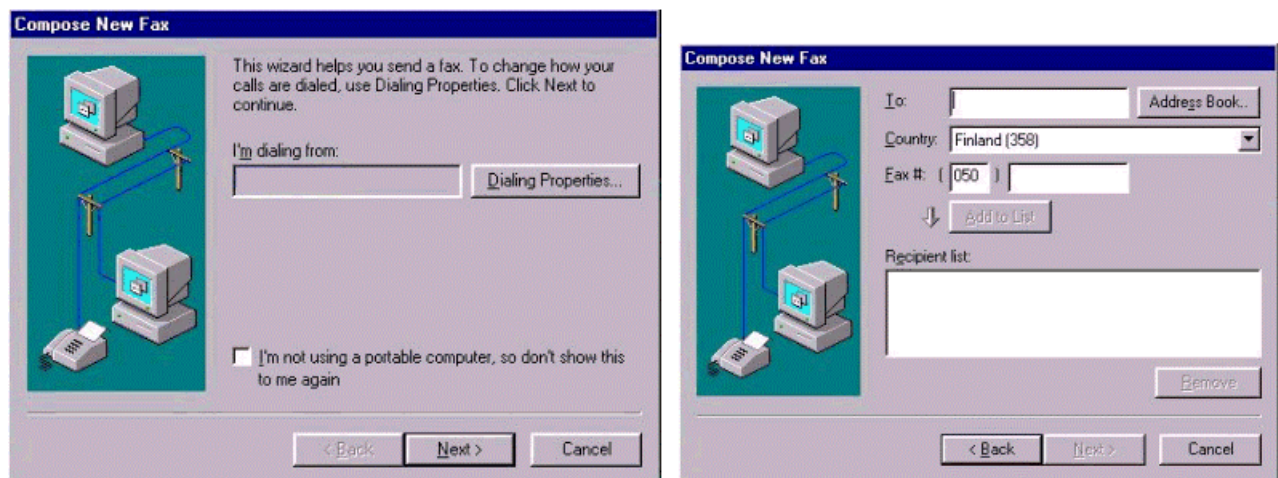 Compose New Fax
This wizard helps you send a fax. To change how your
calls are dialed, use Dialing Properties. Click Next to
continue.
I'm dialing from:
Dialing Properties...
I'm not using a portable computer, so don't show this
to me again
< Back Next > Cancel
Compose New Fax
To: Address Book..
Country: Finland (358)
Fax #: ( 050 )
Add to List
Recipient list:
Remove
< Back Next > Cancel